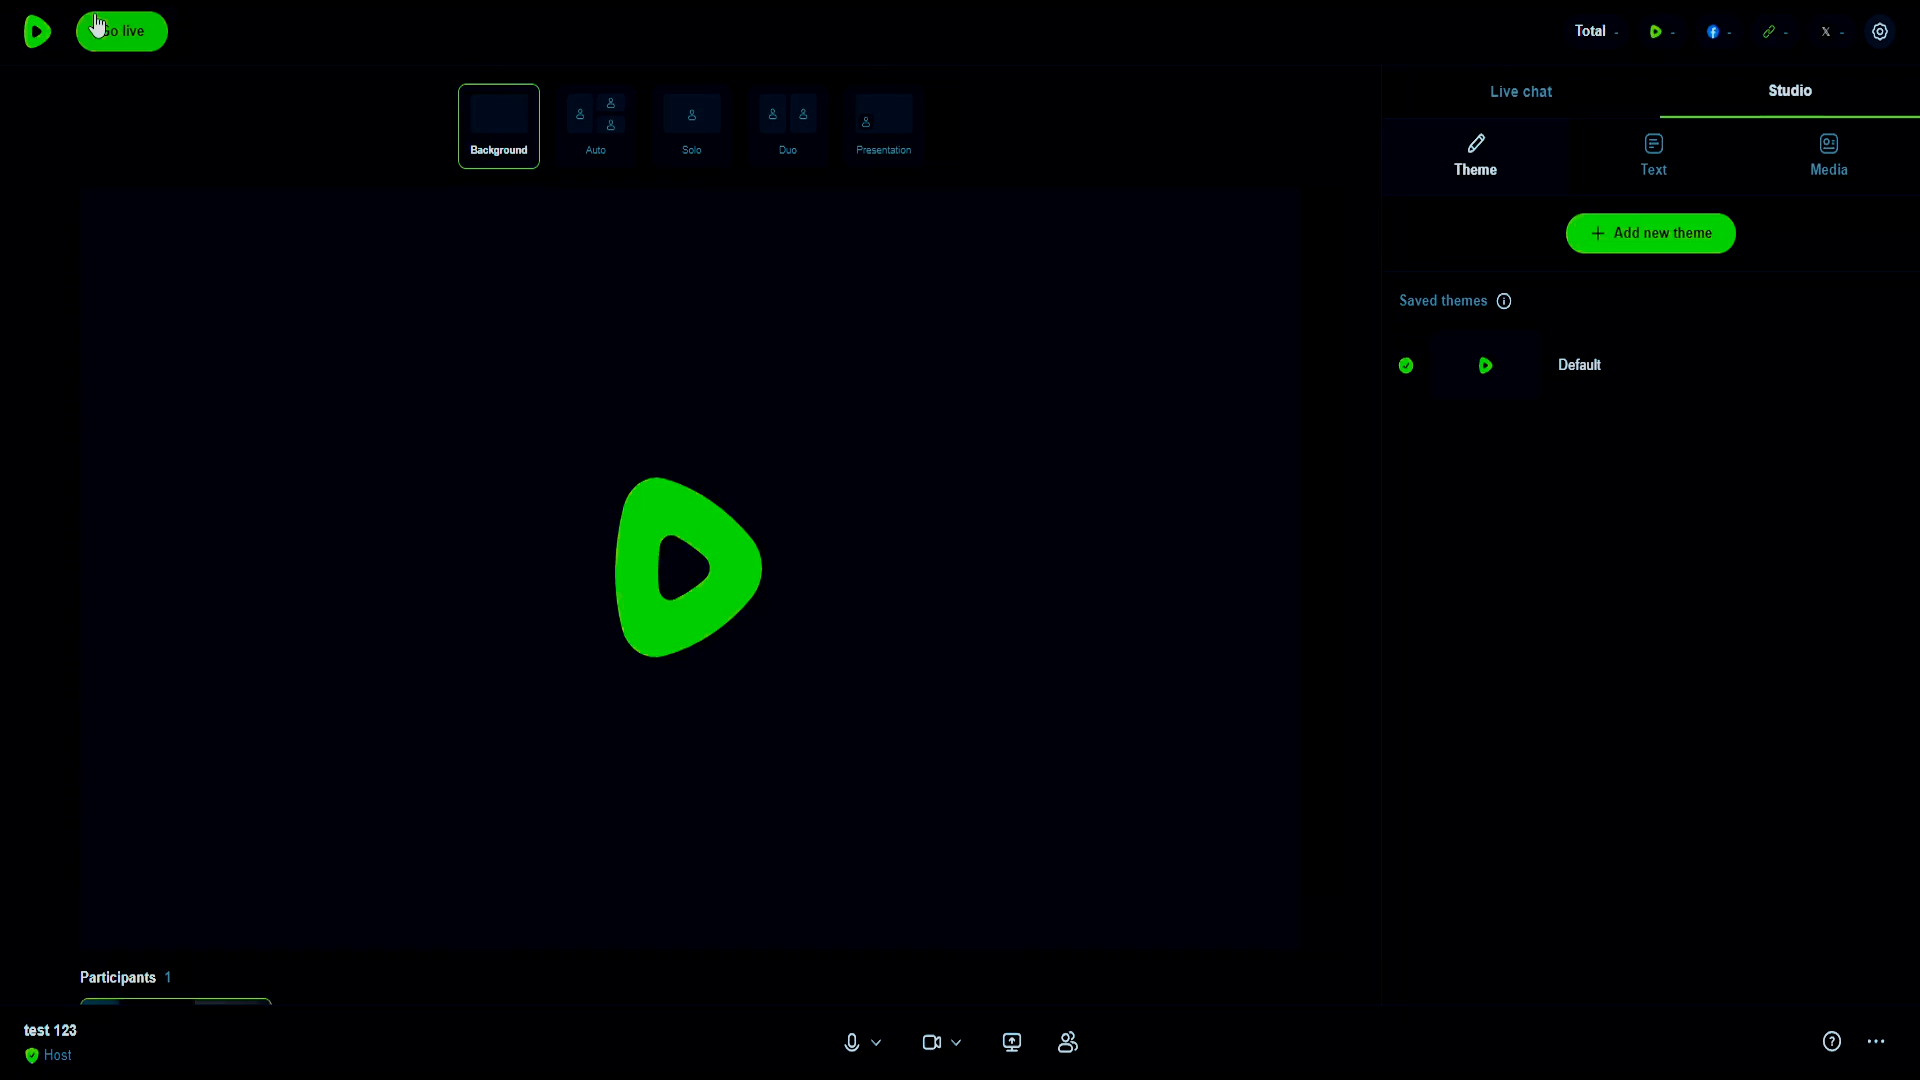 Go live
Total - - - - X -
Live chat
Studio
Background
Auto
Solo
Duo
Presentation
Theme
Text
Media
+ Add new theme
Saved themes
Default
Participants 1
test 123
Host